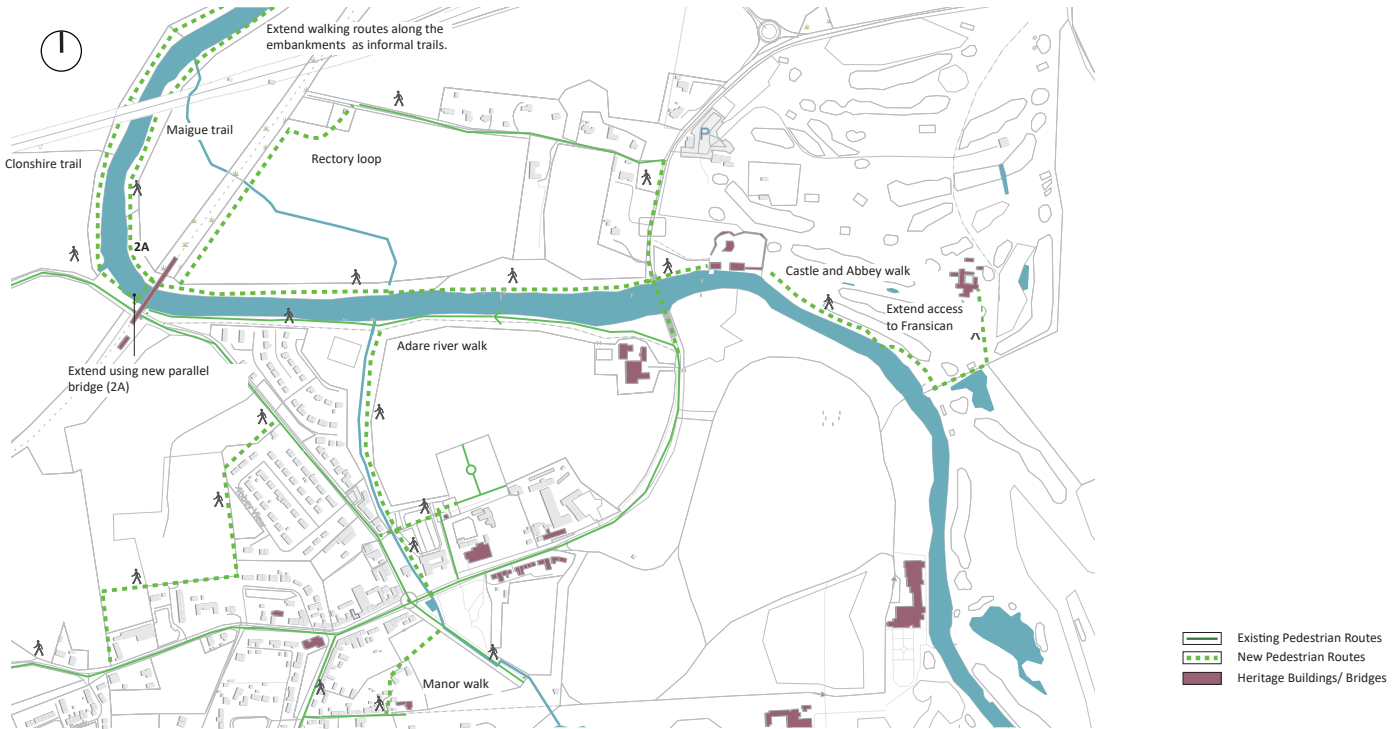 Extend walking routes along the
embankments as informal trails.
Maigue trail
Clonshire trail
Rectory loop
P
2A
Castle and Abbey walk
Extend access
to Fransican
Adare river walk
Extend using new parallel
bridge (2A)
Abbey View
Manor walk
Existing Pedestrian Routes
New Pedestrian Routes
Heritage Buildings/ Bridges